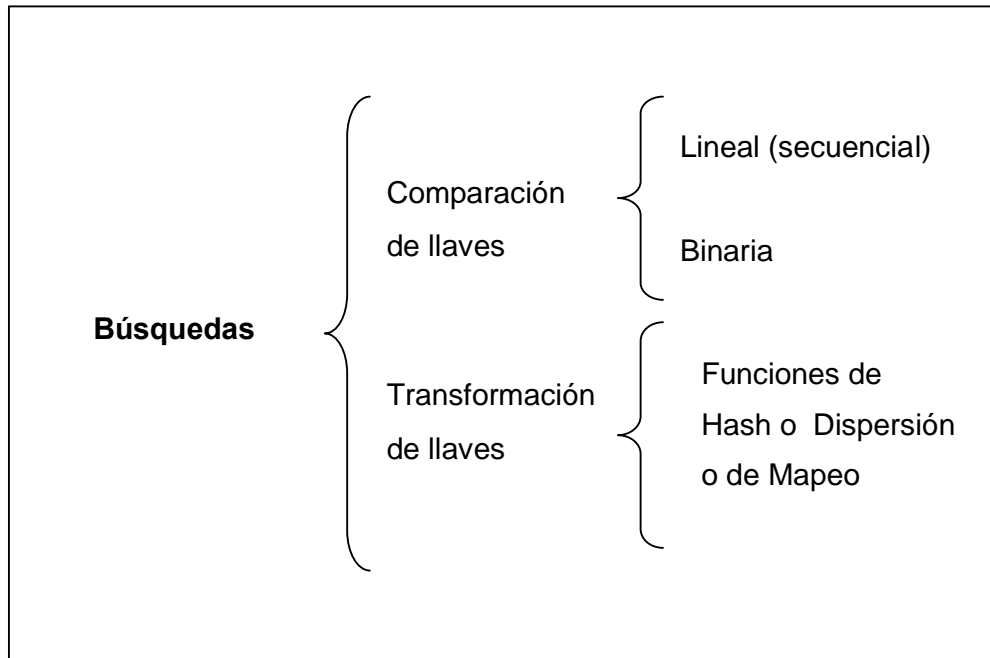 Búsquedas
Comparación
de llaves
Lineal (secuencial)
Binaria
Transformación
de llaves
Funciones de
Hash o Dispersión
o de Mapeo